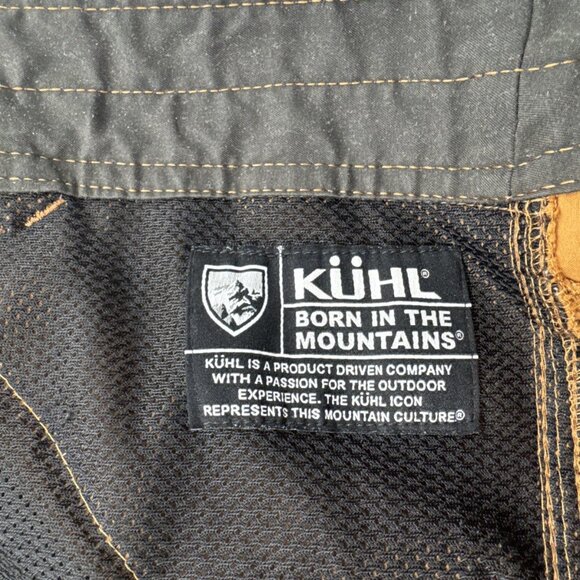 KÜHL®
BORN IN THE
MOUNTAINS®
KÜHL IS A PRODUCT DRIVEN COMPANY
WITH A PASSION FOR THE OUTDOOR
EXPERIENCE. THE KÜHL ICON
REPRESENTS THIS MOUNTAIN CULTURE®